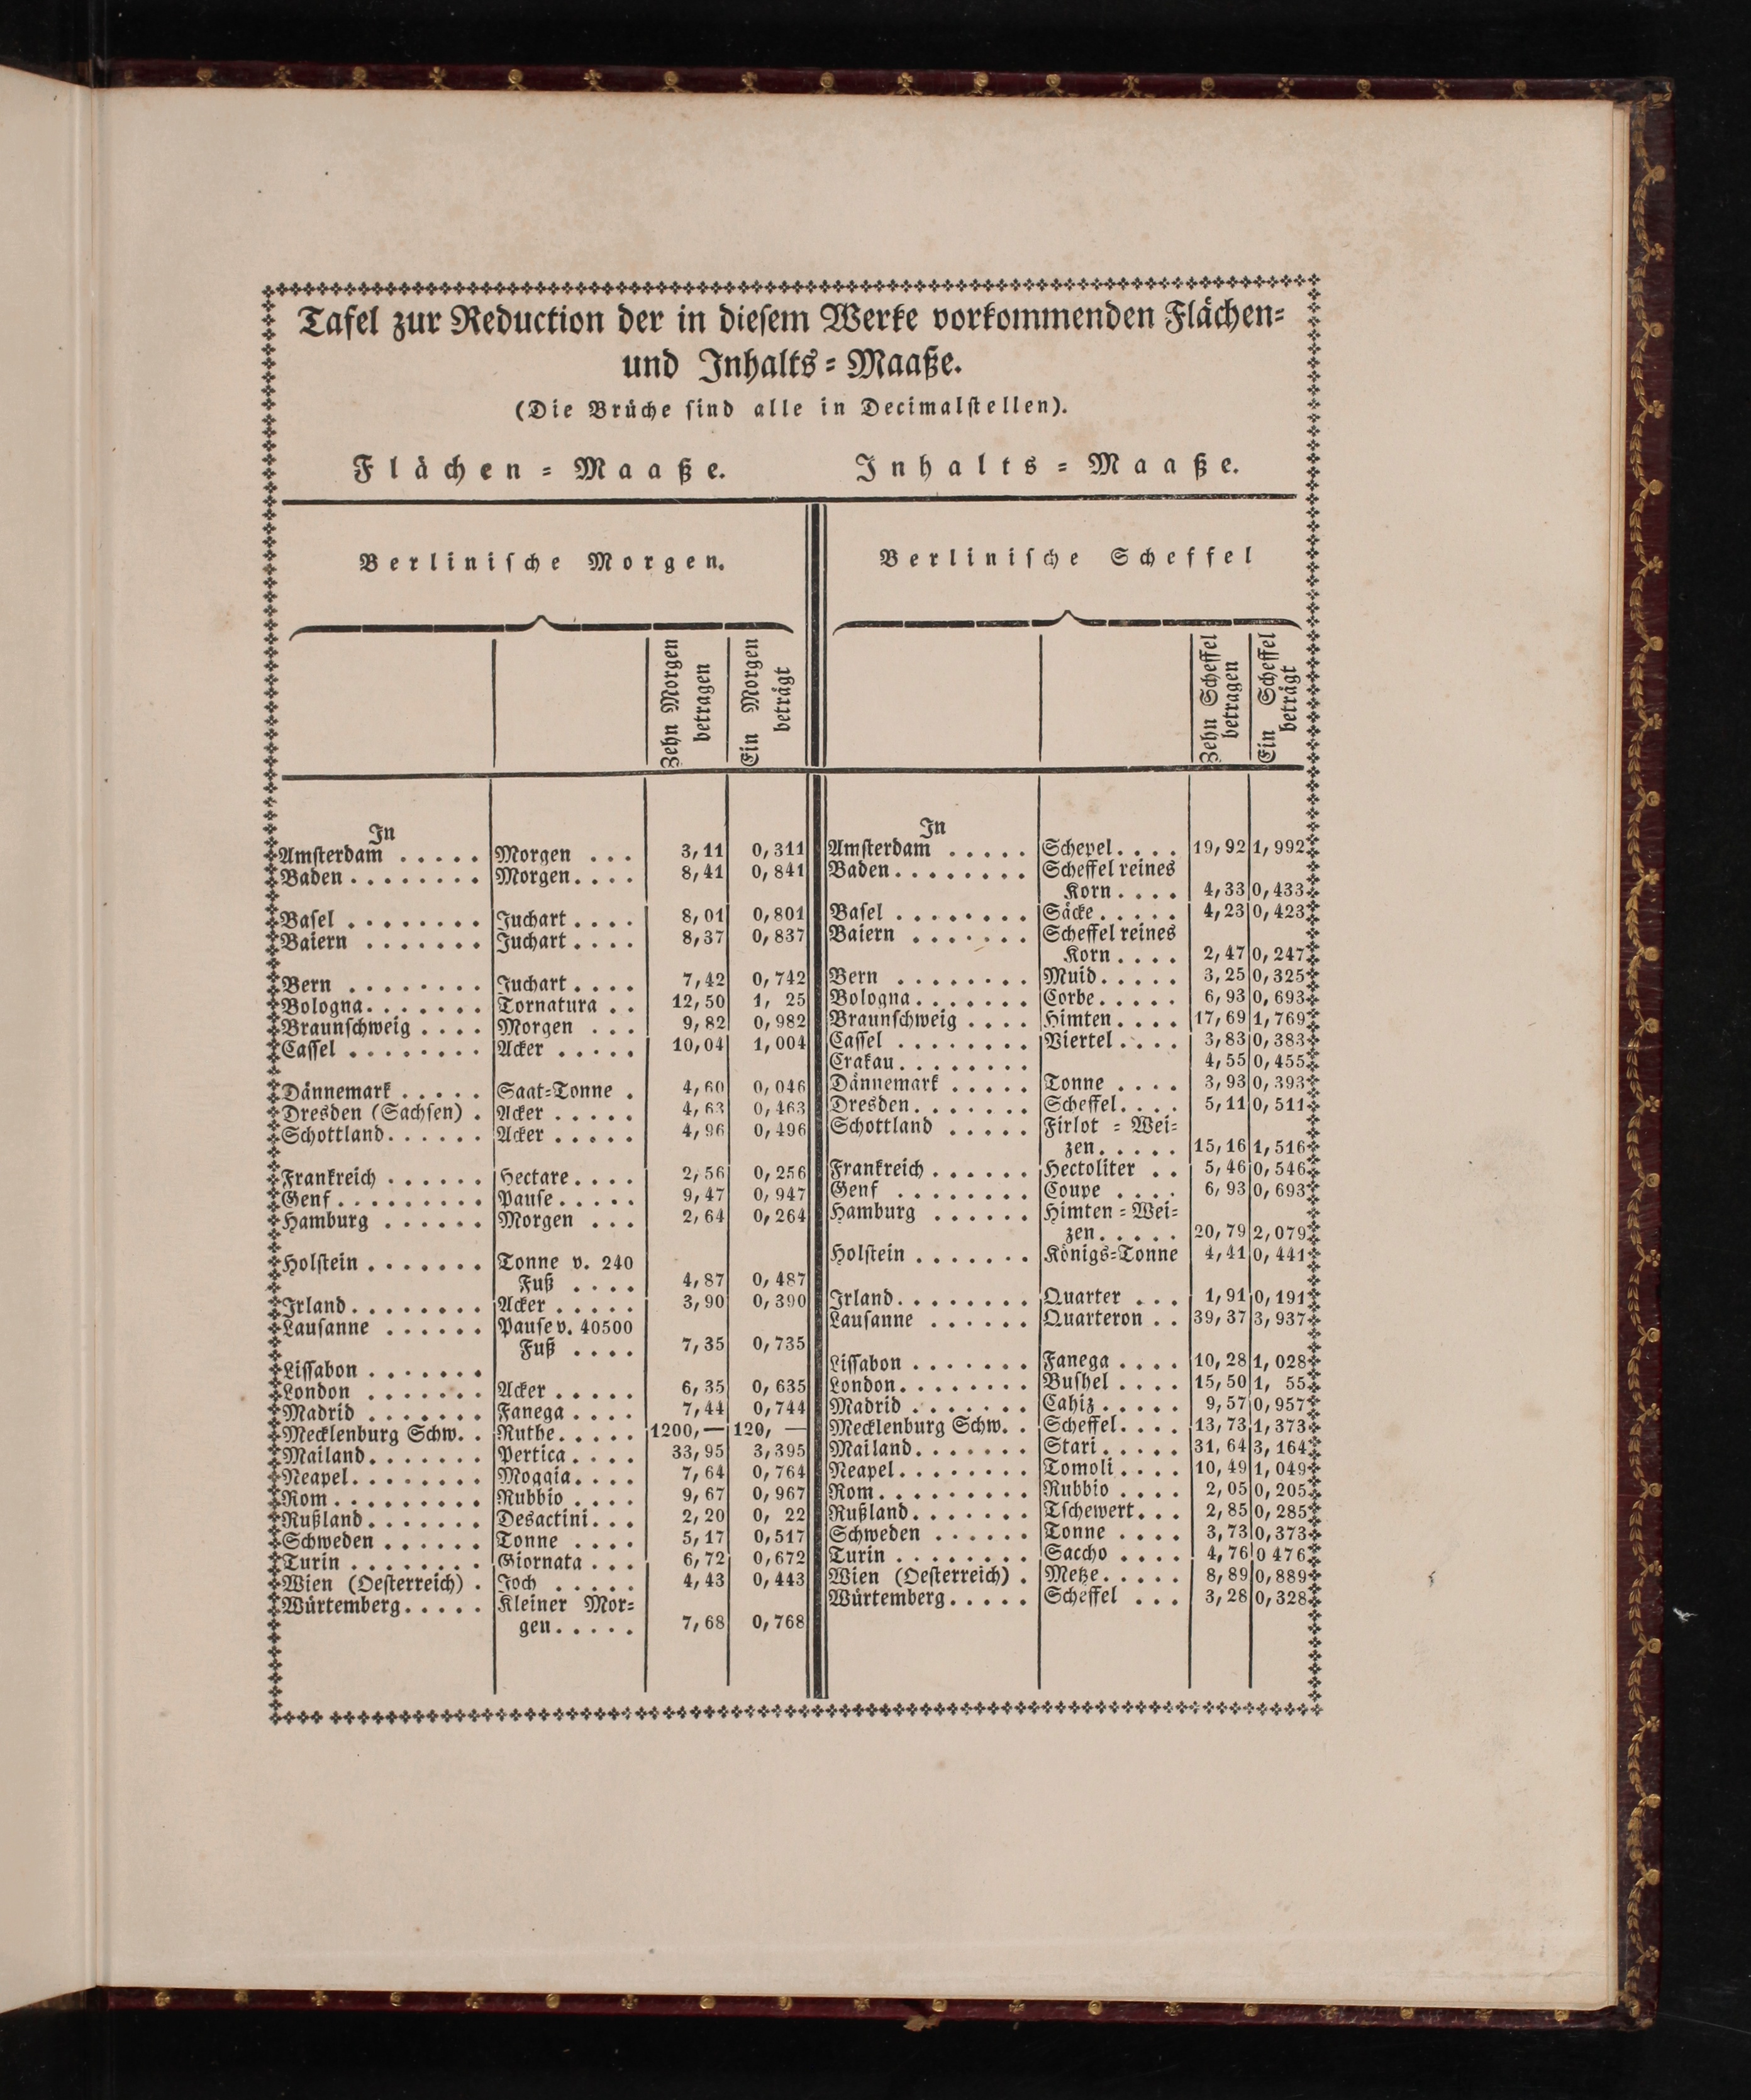 Tafel zur Reduction der in dieſem Werke vorkommenden Flächen-
und Inhalts-Maaße.
(Die Brüche ſind alle in Decimalſtellen).
Flächen-Maaße.
Berliniſche Morgen.
Zehn Morgen betragen
Ein Morgen beträgt
In
Amſterdam ..... Morgen ... 3,11 0,311
Baden........ Morgen.... 8,41 0,841
Baſel ........ Juchart.... 8,01 0,801
Baiern ....... Juchart.... 8,37 0,837
Bern ........ Juchart.... 7,42 0,742
Bologna....... Tornatura .. 12,50 1, 25
Braunſchweig .... Morgen ... 9,82 0,982
Caſſel ........ Acker ..... 10,04 1,004
Dännemark ..... Saat-Tonne . 4,60 0,046
Dresden (Sachſen) . Acker ..... 4,63 0,463
Schottland...... Acker ..... 4,96 0,496
Frankreich ...... Hectare.... 2,56 0,256
Genf......... Pauſe..... 9,47 0,947
Hamburg ...... Morgen ... 2,64 0,264
Holſtein ....... Tonne v. 240
Fuß .... 4,87 0,487
Irland........ Acker ..... 3,90 0,390
Lauſanne ...... Pauſe v. 40500
Fuß .... 7,35 0,735
Liſſabon .......
London ....... Acker ..... 6,35 0,635
Madrid ....... Fanega.... 7,44 0,744
Mecklenburg Schw. . Ruthe..... 1200,— 120, —
Mailand....... Pertica.... 33,95 3,395
Neapel........ Moggia.... 7,64 0,764
Rom......... Rubbio .... 9,67 0,967
Rußland....... Desactini... 2,20 0, 22
Schweden ...... Tonne .... 5,17 0,517
Turin ........ Giornata ... 6,72 0,672
Wien (Oeſterreich) . Joch ..... 4,43 0,443
Würtemberg..... Kleiner Mor-
gen..... 7,68 0,768
Inhalts-Maaße.
Berliniſche Scheffel
Zehn Scheffel betragen
Ein Scheffel beträgt
In
Amſterdam ..... Schepel.... 19,92 1,992
Baden........ Scheffel reines
Korn.... 4,33 0,433
Baſel ........ Säcke..... 4,23 0,423
Baiern ....... Scheffel reines
Korn.... 2,47 0,247
Bern ........ Muid..... 3,25 0,325
Bologna....... Corbe..... 6,93 0,693
Braunſchweig .... Himten.... 17,69 1,769
Caſſel ........ Viertel.... 3,83 0,383
Crakau........ 4,55 0,455
Dännemark ..... Tonne .... 3,93 0,393
Dresden....... Scheffel.... 5,11 0,511
Schottland ..... Firlot - Wei-
zen..... 15,16 1,516
Frankreich...... Hectoliter .. 5,46 0,546
Genf ........ Coupe .... 6,93 0,693
Hamburg ...... Himten - Wei-
zen..... 20,79 2,079
Holſtein ....... Königs-Tonne 4,41 0,441
Irland........ Quarter ... 1,91 0,191
Lauſanne ...... Quarteron .. 39,37 3,937
Liſſabon ....... Fanega .... 10,28 1,028
London........ Buſhel .... 15,50 1, 55
Madrid ....... Cahiz..... 9,57 0,957
Mecklenburg Schw. . Scheffel.... 13,73 1,373
Mailand....... Stari ..... 31,64 3,164
Neapel........ Tomoli.... 10,49 1,049
Rom......... Rubbio .... 2,05 0,205
Rußland....... Tſchewert... 2,85 0,285
Schweden ...... Tonne .... 3,73 0,373
Turin ........ Saccho .... 4,76 0 476
Wien (Oeſterreich) . Metze..... 8,89 0,889
Würtemberg..... Scheffel ... 3,28 0,328